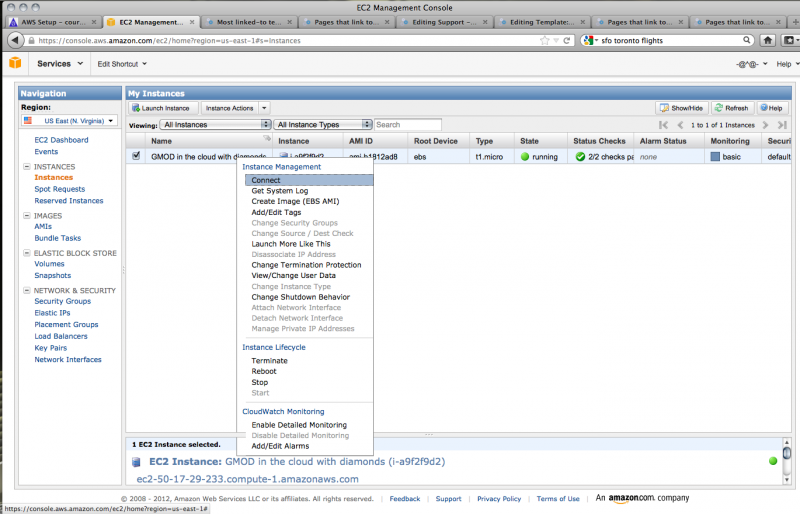 EC2 Management Console
AWS Setup – cour... EC2 Management... Most linked-to te... Pages that link to... Editing Support –... Editing Template:... Pages that link to... Pages that link to...
https://console.aws.amazon.com/ec2/home?region=us-east-1#s=Instances sfo toronto flights
Services Edit Shortcut -@^@- Help
Navigation My Instances
Region: Launch Instance Instance Actions Show/Hide Refresh Help
US East (N. Virginia) Viewing: All Instances All Instance Types Search 1 to 1 of 1 Instances
Name Instance AMI ID Root Device Type State Status Checks Alarm Status Monitoring Securi
GMOD in the cloud with diamonds i-a9f2f9d2 ami-b1812ad8 ebs t1.micro running 2/2 checks pa none basic default
EC2 Dashboard
Events
INSTANCES
Instances
Spot Requests
Reserved Instances
IMAGES
AMIs
Bundle Tasks
ELASTIC BLOCK STORE
Volumes
Snapshots
NETWORK & SECURITY
Security Groups
Elastic IPs
Placement Groups
Load Balancers
Key Pairs
Network Interfaces
Instance Management
Connect
Get System Log
Create Image (EBS AMI)
Add/Edit Tags
Change Security Groups
Change Source / Dest Check
Launch More Like This
Disassociate IP Address
Change Termination Protection
View/Change User Data
Change Instance Type
Change Shutdown Behavior
Attach Network Interface
Detach Network Interface
Manage Private IP Addresses
Instance Lifecycle
Terminate
Reboot
Stop
Start
CloudWatch Monitoring
Enable Detailed Monitoring
Disable Detailed Monitoring
Add/Edit Alarms
1 EC2 Instance selected.
EC2 Instance: GMOD in the cloud with diamonds (i-a9f2f9d2)
ec2-50-17-29-233.compute-1.amazonaws.com
© 2008 - 2012, Amazon Web Services LLC or its affiliates. All rights reserved. Feedback Support Privacy Policy Terms of Use An amazon.com company
https://console.aws.amazon.com/ec2/home?region=us-east-1#